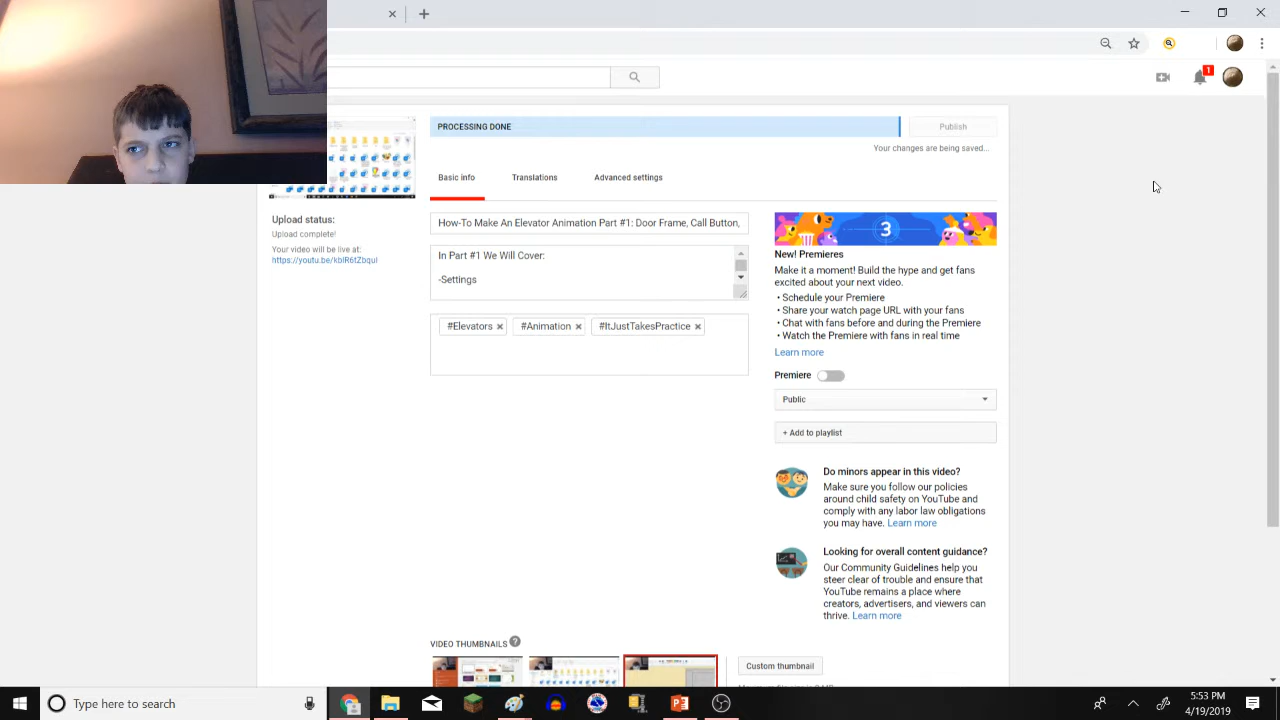 PROCESSING DONE
Publish
Your changes are being saved...
Basic info
Translations
Advanced settings
Upload status:
Upload complete!
Your video will be live at:
https://youtu.be/kbIR6tZbquI
How-To Make An Elevator Animation Part #1: Door Frame, Call Button,
In Part #1 We Will Cover:
-Settings
#Elevators
#Animation
#ItJustTakesPractice
3
New! Premieres
Make it a moment! Build the hype and get fans
excited about your next video.
• Schedule your Premiere
• Share your watch page URL with your fans
• Chat with fans before and during the Premiere
• Watch the Premiere with fans in real time
Learn more
Premiere
Public
+ Add to playlist
Do minors appear in this video?
Make sure you follow our policies
around child safety on YouTube and
comply with any labor law obligations
you may have. Learn more
Looking for overall content guidance?
Our Community Guidelines help you
steer clear of trouble and ensure that
YouTube remains a place where
creators, advertisers, and viewers can
thrive. Learn more
VIDEO THUMBNAILS ?
Custom thumbnail
1
Type here to search
5:53 PM
4/19/2019